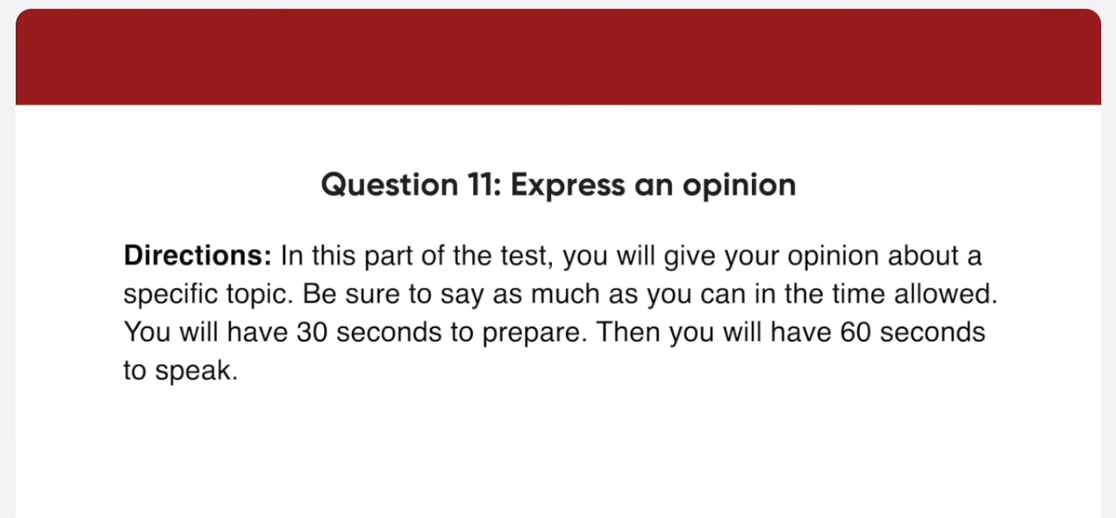 Question 11: Express an opinion
Directions: In this part of the test, you will give your opinion about a
specific topic. Be sure to say as much as you can in the time allowed.
You will have 30 seconds to prepare. Then you will have 60 seconds
to speak.